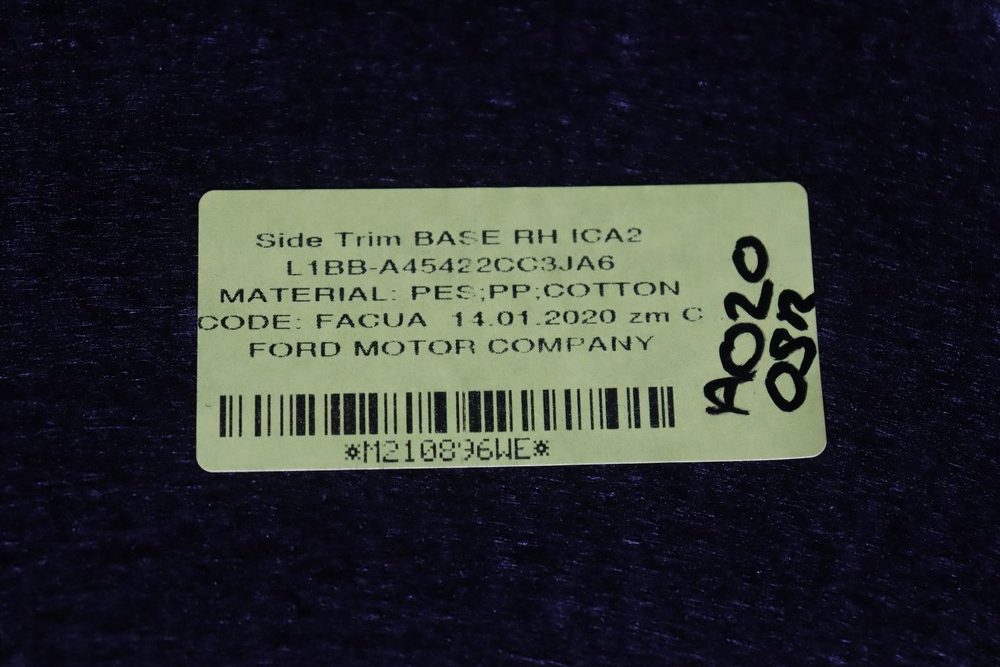 Side Trim BASE RH ICA2
L1BB-A45422CC3JA6
MATERIAL: PES;PP;COTTON
CODE: FACUA 14.01.2020 zm C
FORD MOTOR COMPANY
*M210896WE*
A020